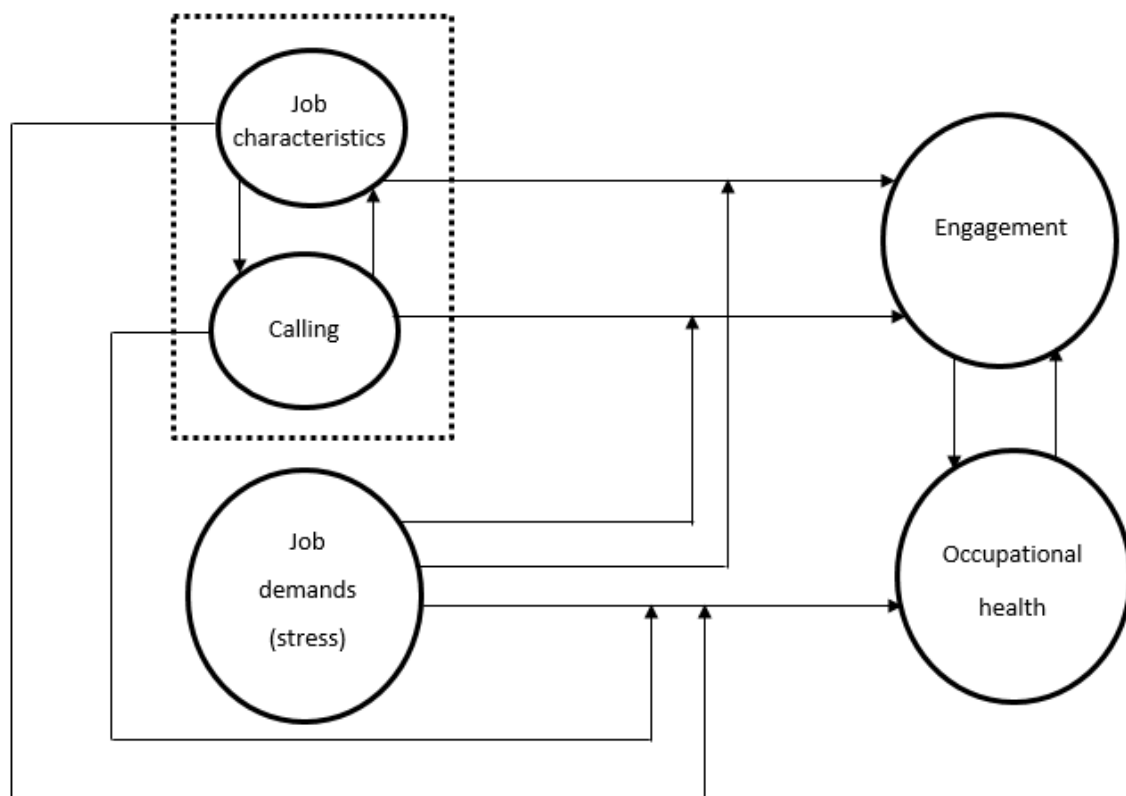 Job
characteristics
Engagement
Calling
Job
demands
(stress)
Occupational
health